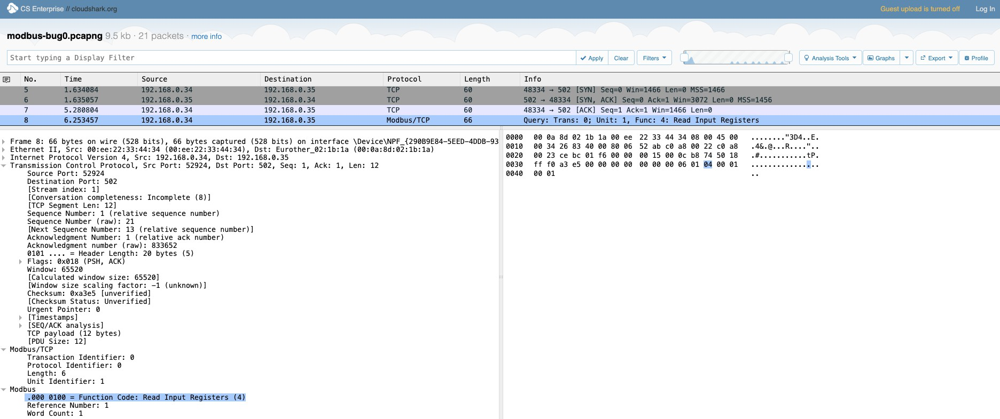 CS Enterprise // cloudshark.org
Guest upload is turned off
Log In
modbus-bug0.pcapng 9.5 kb · 21 packets · more info
Start typing a Display Filter
Apply
Clear
Filters
Analysis Tools
Graphs
Export
Profile
No. Time Source Destination Protocol Length Info
5 1.634084 192.168.0.34 192.168.0.35 TCP 60 48334 → 502 [SYN] Seq=0 Win=1466 Len=0 MSS=1466
6 1.635057 192.168.0.35 192.168.0.34 TCP 60 502 → 48334 [SYN, ACK] Seq=0 Ack=1 Win=3072 Len=0 MSS=1456
7 5.280804 192.168.0.34 192.168.0.35 TCP 60 48334 → 502 [ACK] Seq=1 Ack=1 Win=1466 Len=0
8 6.253457 192.168.0.34 192.168.0.35 Modbus/TCP 66 Query: Trans: 0; Unit: 1, Func: 4: Read Input Registers
Frame 8: 66 bytes on wire (528 bits), 66 bytes captured (528 bits) on interface \Device\NPF_{290B9E84-5EED-4DDB-93
Ethernet II, Src: 00:ee:22:33:44:34 (00:ee:22:33:44:34), Dst: Eurother_02:1b:1a (00:0a:8d:02:1b:1a)
Internet Protocol Version 4, Src: 192.168.0.34, Dst: 192.168.0.35
Transmission Control Protocol, Src Port: 52924, Dst Port: 502, Seq: 1, Ack: 1, Len: 12
Source Port: 52924
Destination Port: 502
[Stream index: 1]
[Conversation completeness: Incomplete (8)]
[TCP Segment Len: 12]
Sequence Number: 1 (relative sequence number)
Sequence Number (raw): 21
[Next Sequence Number: 13 (relative sequence number)]
Acknowledgment Number: 1 (relative ack number)
Acknowledgment number (raw): 833652
0101 .... = Header Length: 20 bytes (5)
Flags: 0x018 (PSH, ACK)
Window: 65520
[Calculated window size: 65520]
[Window size scaling factor: -1 (unknown)]
Checksum: 0xa3e5 [unverified]
[Checksum Status: Unverified]
Urgent Pointer: 0
[Timestamps]
[SEQ/ACK analysis]
TCP payload (12 bytes)
[PDU Size: 12]
Modbus/TCP
Transaction Identifier: 0
Protocol Identifier: 0
Length: 6
Unit Identifier: 1
Modbus
.000 0100 = Function Code: Read Input Registers (4)
Reference Number: 1
Word Count: 1
0000 00 0a 8d 02 1b 1a 00 ee 22 33 44 34 08 00 45 00 ........"3D4..E.
0010 00 34 26 83 40 00 80 06 52 ab c0 a8 00 22 c0 a8 .4&.@...R...."..
0020 00 23 ce bc 01 f6 00 00 00 15 00 0c b8 74 50 18 .#...........tP.
0030 ff f0 a3 e5 00 00 00 00 00 00 00 06 01 04 00 01 ................
0040 00 01 ..